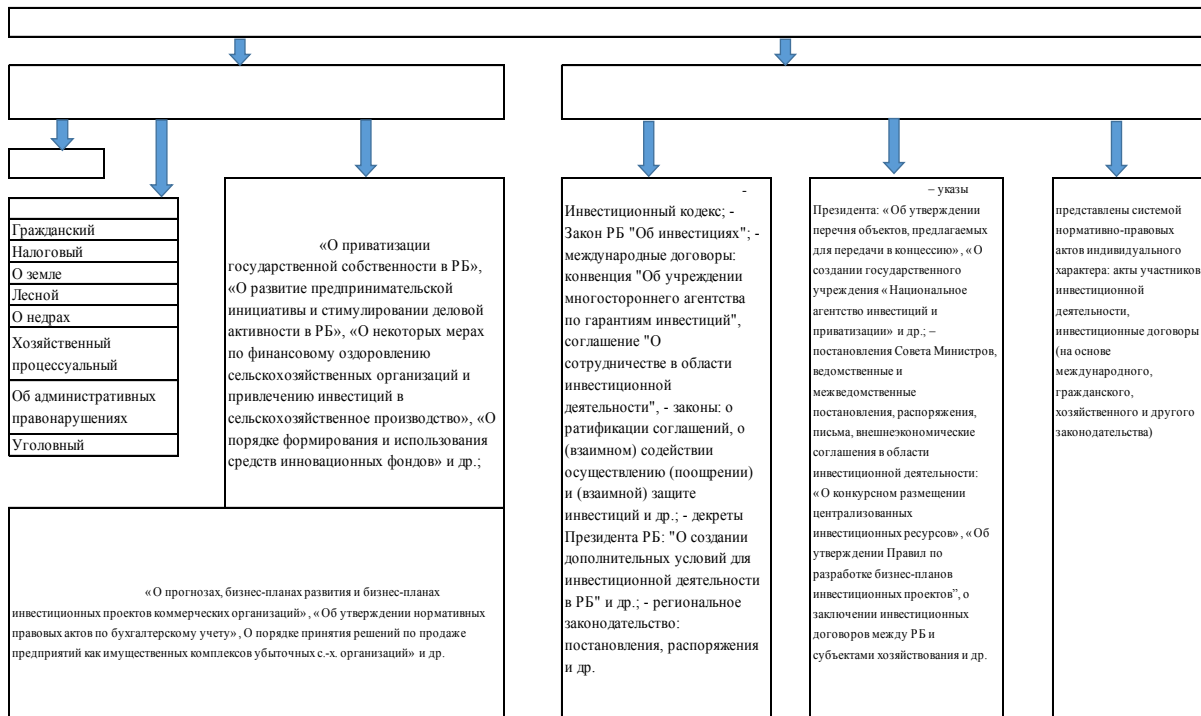 Гражданский
Налоговый
О земле
Лесной
О недрах
Хозяйственный
процессуальный
Об административных
правонарушениях
Уголовный
«О приватизации
государственной собственности в РБ»,
«О развитие предпринимательской
инициативы и стимулировании деловой
активности в РБ», «О некоторых мерах
по финансовому оздоровлению
сельскохозяйственных организаций и
привлечению инвестиций в
сельскохозяйственное производство», «О
порядке формирования и использования
средств инновационных фондов» и др.;
«О прогнозах, бизнес-планах развития и бизнес-планах
инвестиционных проектов коммерческих организаций», «Об утверждении нормативных
правовых актов по бухгалтерскому учету», О порядке принятия решений по продаже
предприятий как имущественных комплексов убыточных с.-х. организаций» и др.
-
Инвестиционный кодекс; -
Закон РБ "Об инвестициях"; -
международные договоры:
конвенция "Об учреждении
многостороннего агентства
по гарантиям инвестиций",
соглашение "О
сотрудничестве в области
инвестиционной
деятельности", - законы: о
ратификации соглашений, о
(взаимном) содействии
осуществлению (поощрении)
и (взаимной) защите
инвестиций и др.; - декреты
Президента РБ: "О создании
дополнительных условий для
инвестиционной деятельности
в РБ" и др.; - региональное
законодательство:
постановления, распоряжения
и др.
– указы
Президента: «Об утверждении
перечня объектов, предлагаемых
для передачи в концессию», «О
создании государственного
учреждения «Национальное
агентство инвестиций и
приватизации» и др.; –
постановления Совета Министров,
ведомственные и
межведомственные
постановления, распоряжения,
письма, внешнеэкономические
соглашения в области
инвестиционной деятельности:
«О конкурсном размещении
централизованных
инвестиционных ресурсов», «Об
утверждении Правил по
разработке бизнес-планов
инвестиционных проектов”, о
заключении инвестиционных
договоров между РБ и
субъектами хозяйствования и др.
представлены системой
нормативно-правовых
актов индивидуального
характера: акты участников
инвестиционной
деятельности,
инвестиционные договоры
(на основе
международного,
гражданского,
хозяйственного и другого
законодательства)